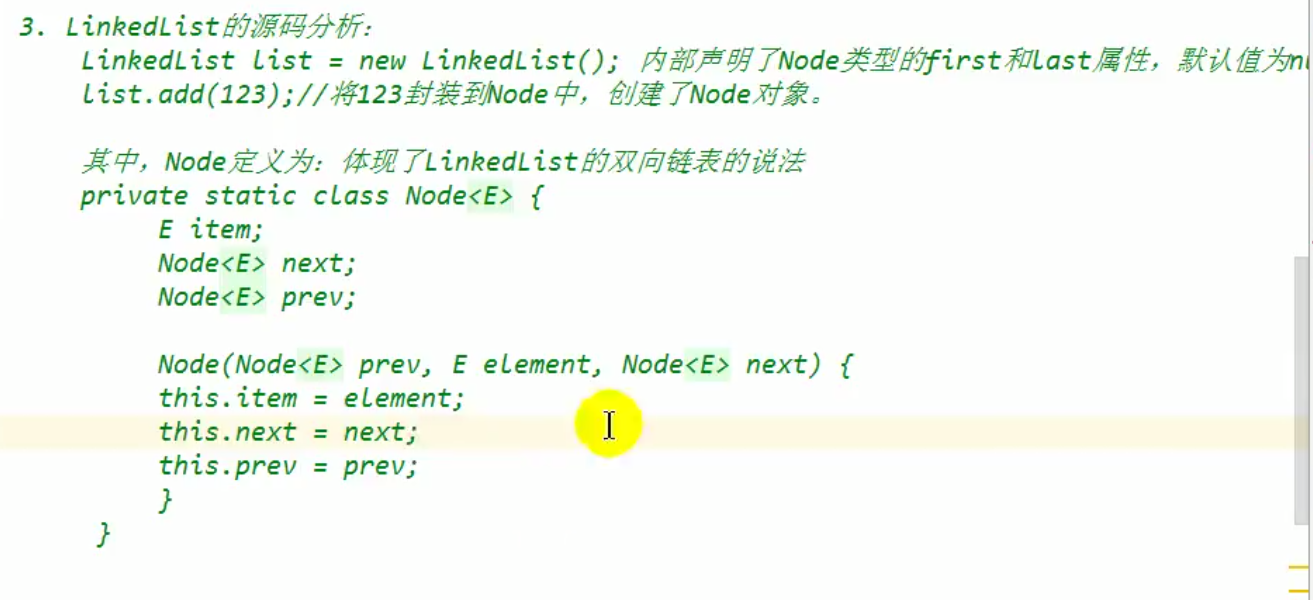 3. LinkedList的源码分析：
LinkedList list = new LinkedList(); 内部声明了Node类型的first和last属性，默认值为
list.add(123);//将123封装到Node中，创建了Node对象。
其中，Node定义为：体现了LinkedList的双向链表的说法
private static class Node<E> {
E item;
Node<E> next;
Node<E> prev;
Node(Node<E> prev, E element, Node<E> next) {
this.item = element;
this.next = next;
this.prev = prev;
}
}